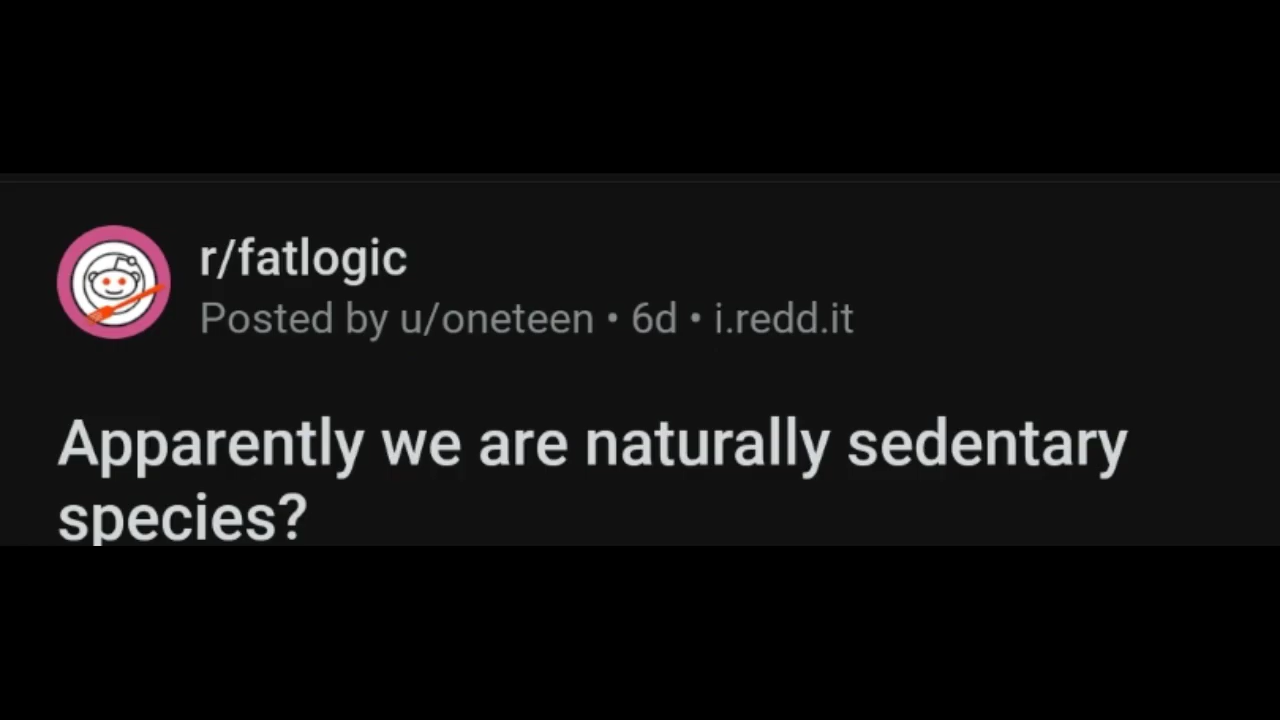 r/fatlogic
Posted by u/oneteen • 6d • i.redd.it
Apparently we are naturally sedentary
species?